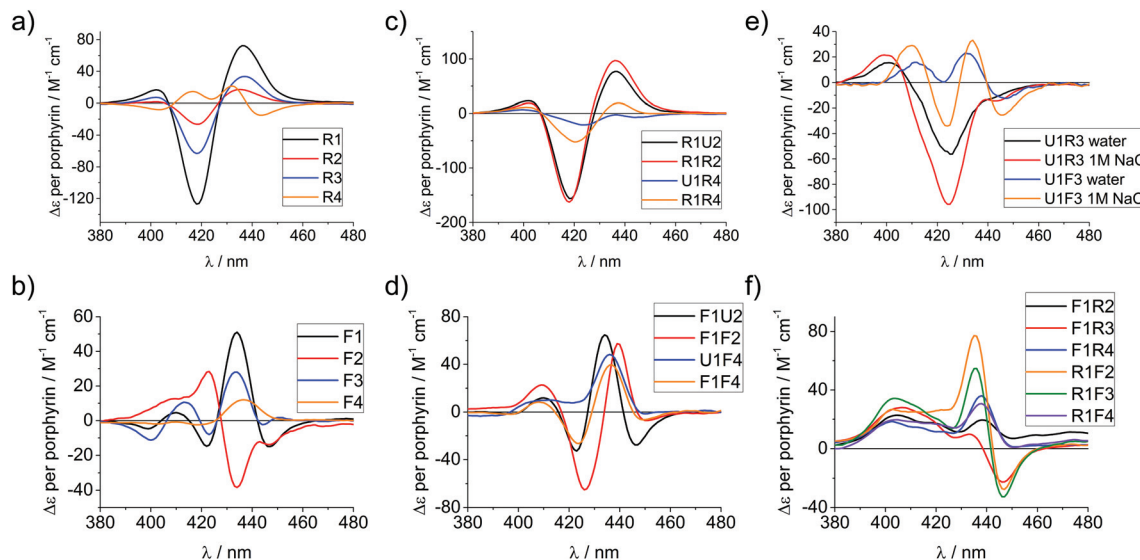 a)
Δε per porphyrin / M⁻¹ cm⁻¹
80
40
0
-40
-80
-120
R1
R2
R3
R4
380 400 420 440 460 480
λ / nm
c)
Δε per porphyrin / M⁻¹ cm⁻¹
100
0
-100
-200
R1U2
R1R2
U1R4
R1R4
380 400 420 440 460 480
λ / nm
e)
Δε per porphyrin / M⁻¹ cm⁻¹
40
20
0
-20
-40
-60
-80
-100
U1R3 water
U1R3 1M NaC
U1F3 water
U1F3 1M NaC
380 400 420 440 460 480
λ / nm
b)
Δε per porphyrin / M⁻¹ cm⁻¹
60
40
20
0
-20
-40
F1
F2
F3
F4
380 400 420 440 460 480
λ / nm
d)
Δε per porphyrin / M⁻¹ cm⁻¹
80
40
0
-40
-80
F1U2
F1F2
U1F4
F1F4
380 400 420 440 460 480
λ / nm
f)
Δε per porphyrin / M⁻¹ cm⁻¹
80
40
0
-40
F1R2
F1R3
F1R4
R1F2
R1F3
R1F4
380 400 420 440 460 480
λ / nm